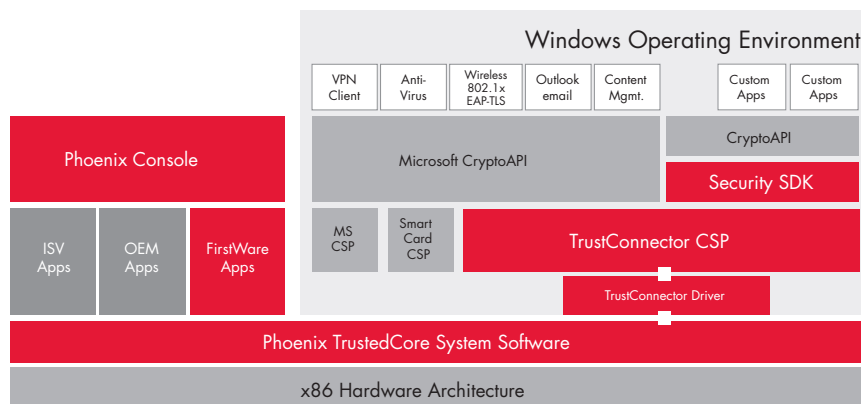 Windows Operating Environment
VPN
Client
Anti-
Virus
Wireless
802.1x
EAP-TLS
Outlook
email
Content
Mgmt.
Custom
Apps
Custom
Apps
Phoenix Console
Microsoft CryptoAPI
CryptoAPI
Security SDK
ISV
Apps
OEM
Apps
FirstWare
Apps
MS
CSP
Smart
Card
CSP
TrustConnector CSP
TrustConnector Driver
Phoenix TrustedCore System Software
x86 Hardware Architecture